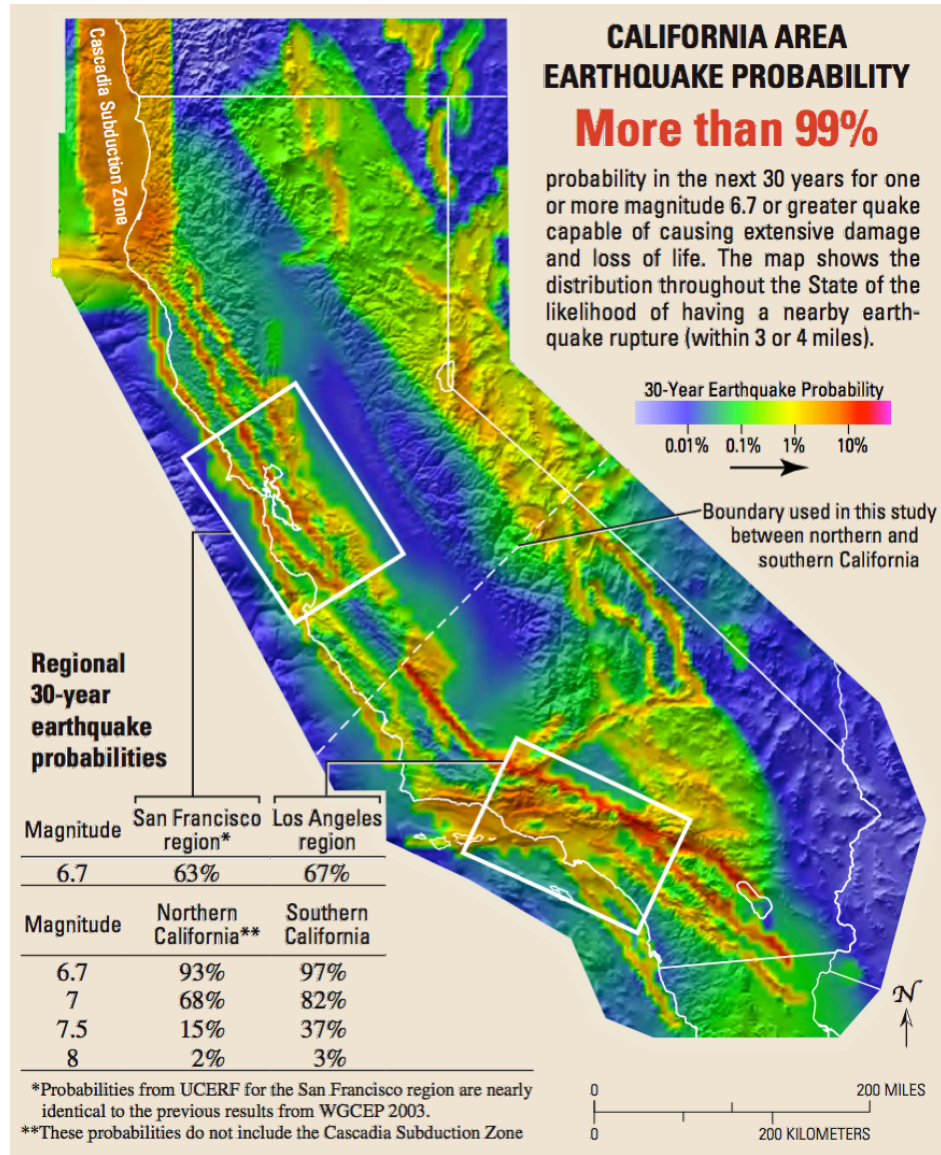 CALIFORNIA AREA
EARTHQUAKE PROBABILITY
More than 99%
probability in the next 30 years for one
or more magnitude 6.7 or greater quake
capable of causing extensive damage
and loss of life. The map shows the
distribution throughout the State of the
likelihood of having a nearby earth-
quake rupture (within 3 or 4 miles).
Cascadia Subduction Zone
30-Year Earthquake Probability
0.01% 0.1% 1% 10%
Boundary used in this study
between northern and
southern California
Regional
30-year
earthquake
probabilities
Magnitude San Francisco region* Los Angeles region
6.7 63% 67%
Magnitude Northern California** Southern California
6.7 93% 97%
7 68% 82%
7.5 15% 37%
8 2% 3%
*Probabilities from UCERF for the San Francisco region are nearly
identical to the previous results from WGCEP 2003.
**These probabilities do not include the Cascadia Subduction Zone
N
0 200 MILES
0 200 KILOMETERS